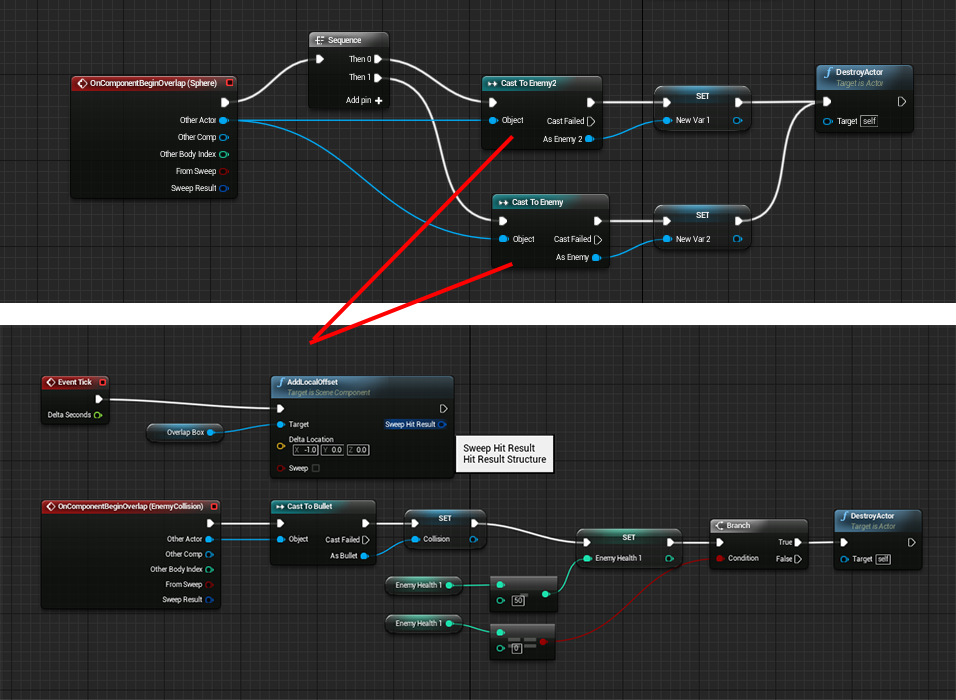 Sequence
Then 0
Then 1
Add pin
OnComponentBeginOverlap (Sphere)
Other Actor
Other Comp
Other Body Index
From Sweep
Sweep Result
Cast To Enemy2
Object
Cast Failed
As Enemy 2
SET
New Var 1
DestroyActor
Target is Actor
Target self
Cast To Enemy
Object
Cast Failed
As Enemy
SET
New Var 2
Event Tick
Delta Seconds
Overlap Box
AddLocalOffset
Target is Scene Component
Target
Sweep Hit Result
Delta Location
X -1.0 Y 0.0 Z 0.0
Sweep
Sweep Hit Result
Hit Result Structure
OnComponentBeginOverlap (EnemyCollision)
Other Actor
Other Comp
Other Body Index
From Sweep
Sweep Result
Cast To Bullet
Object
Cast Failed
As Bullet
SET
Collision
SET
Enemy Health 1
Branch
True
Condition
False
DestroyActor
Target is Actor
Target self
Enemy Health 1
50
Enemy Health 1
0